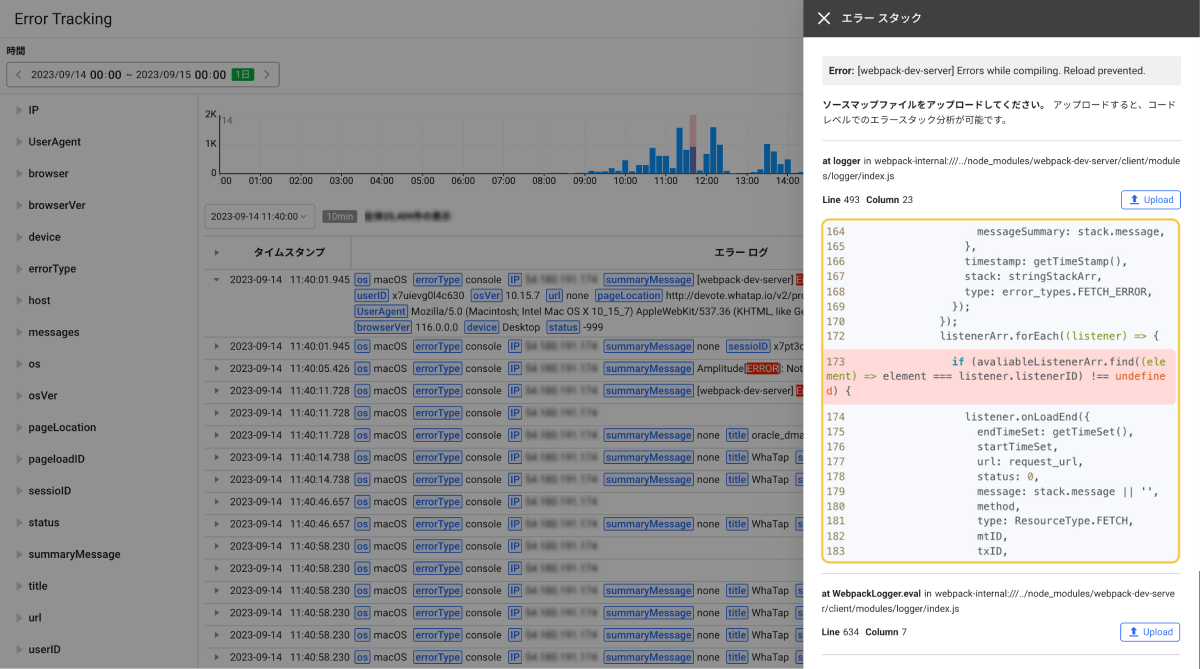 Error Tracking
時間
2023/09/14 00:00 ~ 2023/09/15 00:00 1日
IP
UserAgent
browser
browserVer
device
errorType
host
messages
os
osVer
pageLocation
pageloadID
sessioID
status
summaryMessage
title
url
userID
2K
14
1K
0
:00 01:00 02:00 03:00 04:00 05:00 06:00 07:00 08:00 09:00 10:00 11:00 12:00 13:00 14:00
2023-09-14 11:40:00 10min
タイムスタンプ エラー ログ
2023-09-14 11:40:01.945 os macOS errorType console IP summaryMessage [webpack-dev-server]
userID x7uievg0l4c630 osVer 10.15.7 url none pageLocation http://devote.whatap.io/v2/pro
UserAgent Mozilla/5.0 (Macintosh; Intel Mac OS X 10_15_7) AppleWebKit/537.36 (KHTML, like Ge
browserVer 116.0.0.0 device Desktop status -999
2023-09-14 11:40:01.945 os macOS errorType console IP summaryMessage none sessioID x7pt3c
2023-09-14 11:40:05.426 os macOS errorType console IP summaryMessage Amplitude ERROR: Not
2023-09-14 11:40:11.728 os macOS errorType console IP summaryMessage [webpack-dev-server]
2023-09-14 11:40:11.728 os macOS errorType console IP
2023-09-14 11:40:11.728 os macOS errorType console IP summaryMessage none title oracle_dma
2023-09-14 11:40:14.738 os macOS errorType console IP summaryMessage none title WhaTap s
2023-09-14 11:40:14.738 os macOS errorType console IP summaryMessage none title WhaTap s
2023-09-14 11:40:46.657 os macOS errorType console IP
2023-09-14 11:40:46.657 os macOS errorType console IP summaryMessage none title WhaTap s
2023-09-14 11:40:58.230 os macOS errorType console IP
2023-09-14 11:40:58.230 os macOS errorType console IP
2023-09-14 11:40:58.230 os macOS errorType console IP summaryMessage none title WhaTap s
2023-09-14 11:40:58.230 os macOS errorType console IP summaryMessage none title WhaTap s
2023-09-14 11:40:58.230 os macOS errorType console IP summaryMessage none title WhaTap s
2023-09-14 11:40:58.230 os macOS errorType console IP summaryMessage none title WhaTap s
エラー スタック
Error: [webpack-dev-server] Errors while compiling. Reload prevented.
ソースマップファイルをアップロードしてください。 アップロードすると、コード
レベルでのエラースタック分析が可能です。
at logger in webpack-internal:///../node_modules/webpack-dev-server/client/module
s/logger/index.js
Line 493 Column 23 Upload
164 messageSummary: stack.message,
165 },
166 timestamp: getTimeStamp(),
167 stack: stringStackArr,
168 type: error_types.FETCH_ERROR,
169 });
170 });
172 listenerArr.forEach((listener) => {
173 if (avaliableListenerArr.find((ele
ment) => element === listener.listenerID) !== undefine
d) {
174 listener.onLoadEnd({
175 endTimeSet: getTimeSet(),
176 startTimeSet,
177 url: request_url,
178 status: 0,
179 message: stack.message || '',
180 method,
181 type: ResourceType.FETCH,
182 mtID,
183 txID,
at WebpackLogger.eval in webpack-internal:///../node_modules/webpack-dev-serve
r/client/modules/logger/index.js
Line 634 Column 7 Upload